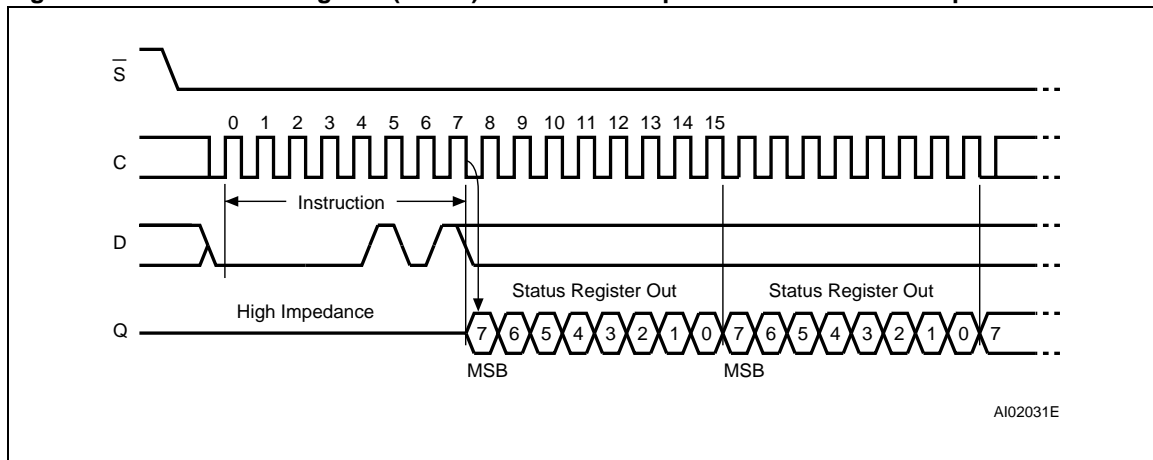 S
0 1 2 3 4 5 6 7 8 9 10 11 12 13 14 15
C
Instruction
D
Status Register Out Status Register Out
High Impedance
Q
7 6 5 4 3 2 1 0 7 6 5 4 3 2 1 0 7
MSB MSB
AI02031E